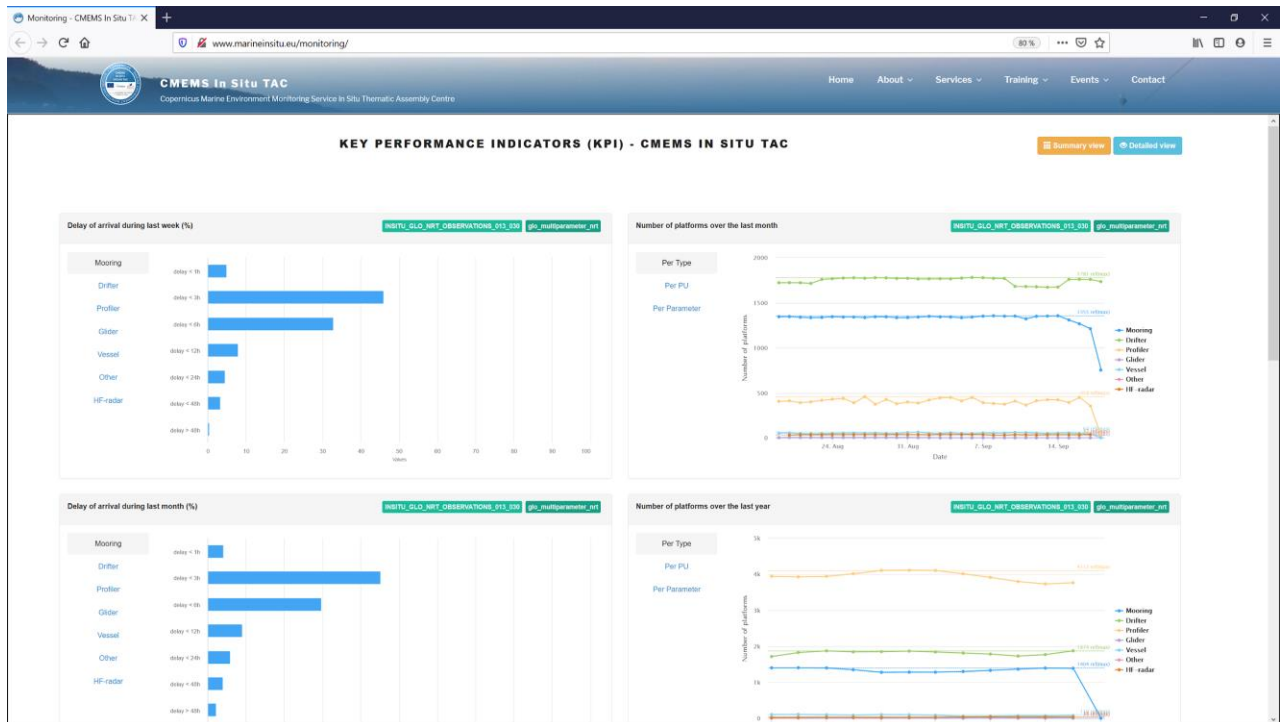 Monitoring - CMEMS In Situ T
www.marineinsitu.eu/monitoring/
80 %
CMEMS In Situ TAC
Copernicus Marine Environment Monitoring Service In Situ Thematic Assembly Centre
Home
About
Services
Training
Events
Contact
KEY PERFORMANCE INDICATORS (KPI) - CMEMS IN SITU TAC
Summary view
Detailed view
Delay of arrival during last week (%)
INSITU_GLO_NRT_OBSERVATIONS_013_030
glo_multiparameter_nrt
Mooring
Drifter
Profiler
Glider
Vessel
Other
HF-radar
delay < 1h
delay < 3h
delay < 6h
delay < 12h
delay < 24h
delay < 48h
delay > 48h
0 10 20 30 40 50 60 70 80 90 100
Values
Number of platforms over the last month
INSITU_GLO_NRT_OBSERVATIONS_013_030
glo_multiparameter_nrt
Per Type
Per PU
Per Parameter
Number of platforms
2000
1500
1000
500
0
24. Aug
31. Aug
7. Sep
14. Sep
Date
Mooring
Drifter
Profiler
Glider
Vessel
Other
HF-radar
Delay of arrival during last month (%)
INSITU_GLO_NRT_OBSERVATIONS_013_030
glo_multiparameter_nrt
Mooring
Drifter
Profiler
Glider
Vessel
Other
HF-radar
delay < 1h
delay < 3h
delay < 6h
delay < 12h
delay < 24h
delay < 48h
delay > 48h
Number of platforms over the last year
INSITU_GLO_NRT_OBSERVATIONS_013_030
glo_multiparameter_nrt
Per Type
Per PU
Per Parameter
Number of platforms
5k
4k
3k
2k
1k
0
Mooring
Drifter
Profiler
Glider
Vessel
Other
HF-radar